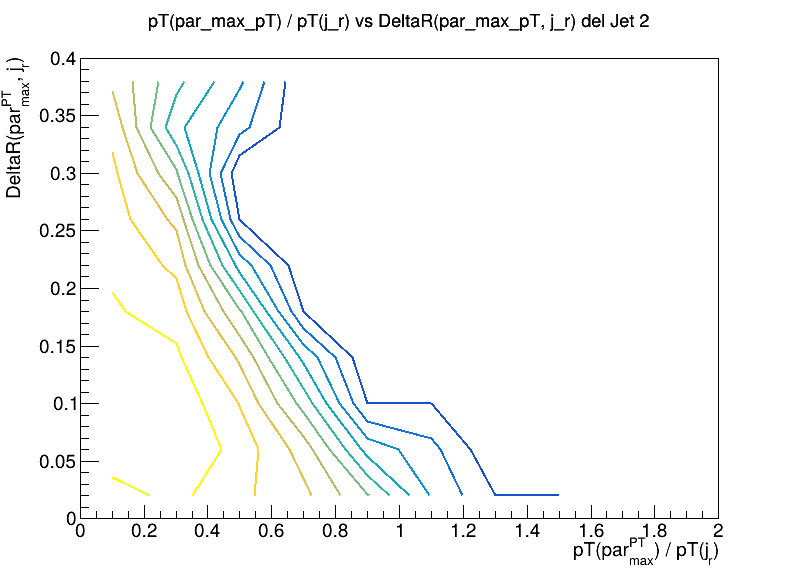 pT(par_max_pT) / pT(j_r) vs DeltaR(par_max_pT, j_r) del Jet 2
DeltaR(par^PT_max, j_r)
0.4
0.35
0.3
0.25
0.2
0.15
0.1
0.05
0
0 0.2 0.4 0.6 0.8 1 1.2 1.4 1.6 1.8 2
pT(par^PT_max) / pT(j_r)